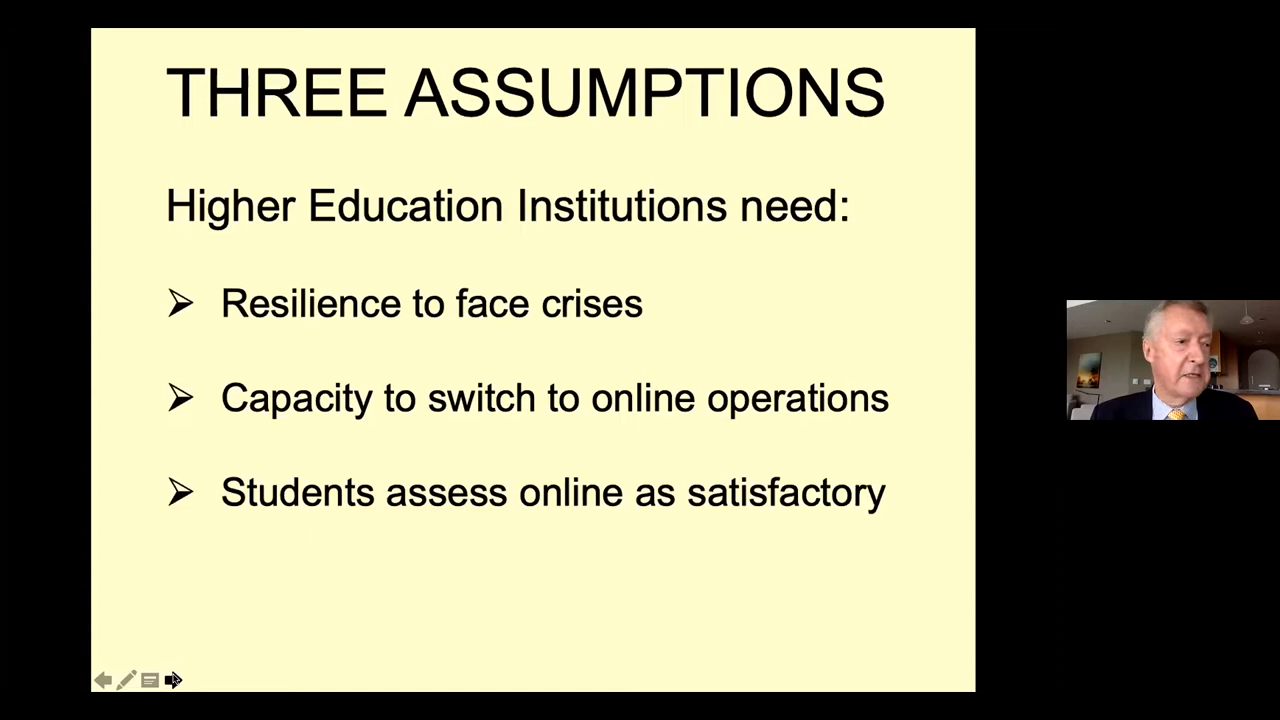 THREE ASSUMPTIONS
Higher Education Institutions need:
➢ Resilience to face crises
➢ Capacity to switch to online operations
➢ Students assess online as satisfactory